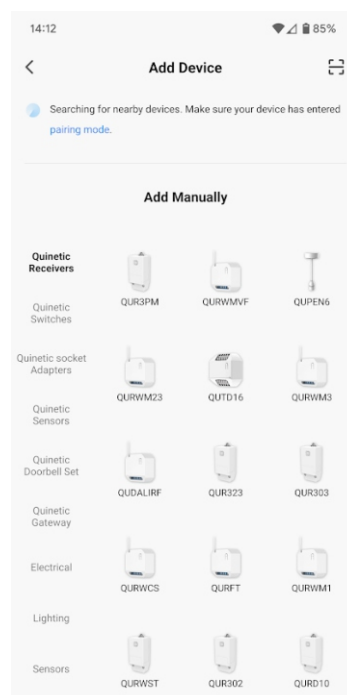 14:12
85%
Add Device
Searching for nearby devices. Make sure your device has entered
pairing mode.
Add Manually
Quinetic
Receivers
QUR3PM
QURWMVF
QUPEN6
Quinetic
Switches
Quinetic socket
Adapters
QURWM23
QUTD16
QURWM3
Quinetic
Sensors
Quinetic
Doorbell Set
QUDALIRF
QUR323
QUR303
Quinetic
Gateway
Electrical
QURWCS
QURFT
QURWM1
Lighting
Sensors
QURWST
QUR302
QURD10